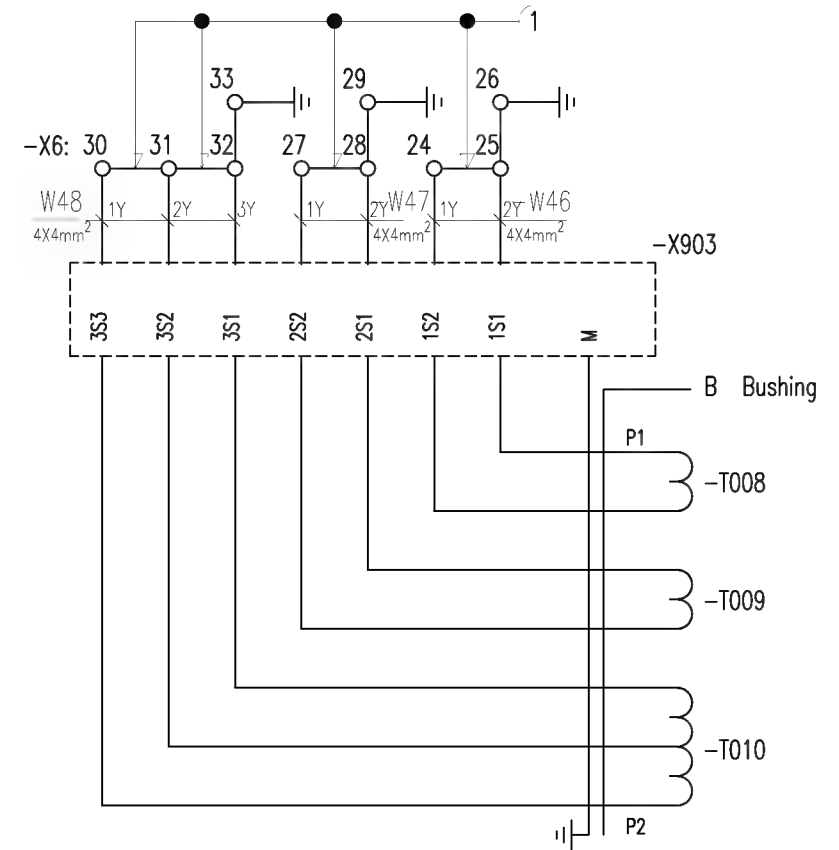 1
33 29 26
-X6: 30 31 32 27 28 24 25
W48 1Y 2Y 3Y 1Y 2Y W47 1Y 2Y W46
4X4mm² 4X4mm² 4X4mm²
-X903
3S3 3S2 3S1 2S2 2S1 1S2 1S1 M
B Bushing
P1
-T008
-T009
-T010
P2